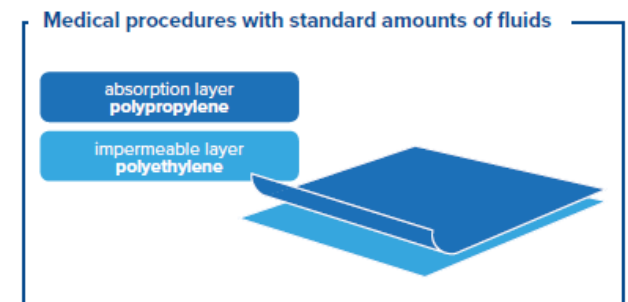 Medical procedures with standard amounts of fluids
absorption layer
polypropylene
impermeable layer
polyethylene